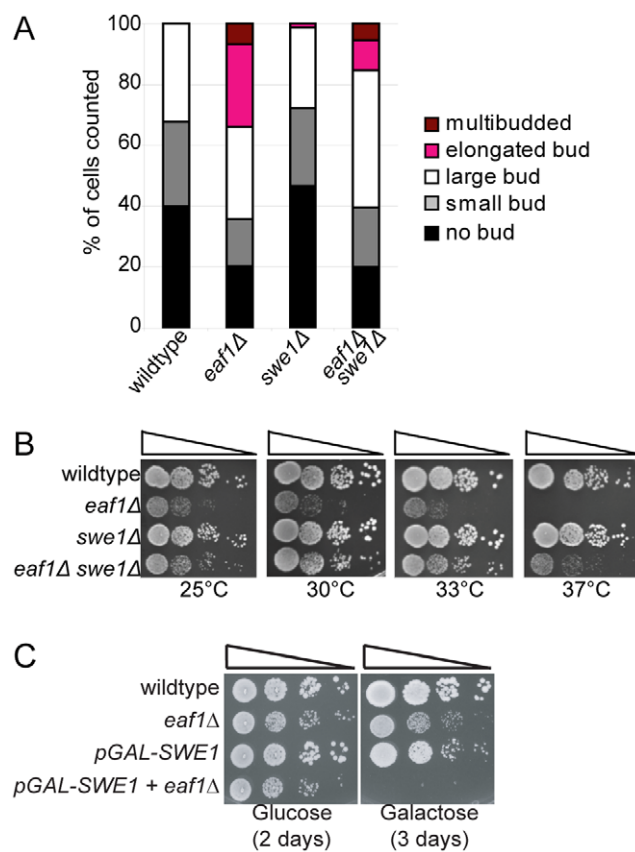 A
% of cells counted
100
80
60
40
20
0
wildtype
eaf1Δ
swe1Δ
eaf1Δ
swe1Δ
multibudded
elongated bud
large bud
small bud
no bud
B
wildtype
eaf1Δ
swe1Δ
eaf1Δ swe1Δ
25°C 30°C 33°C 37°C
C
wildtype
eaf1Δ
pGAL-SWE1
pGAL-SWE1 + eaf1Δ
Glucose Galactose
(2 days) (3 days)